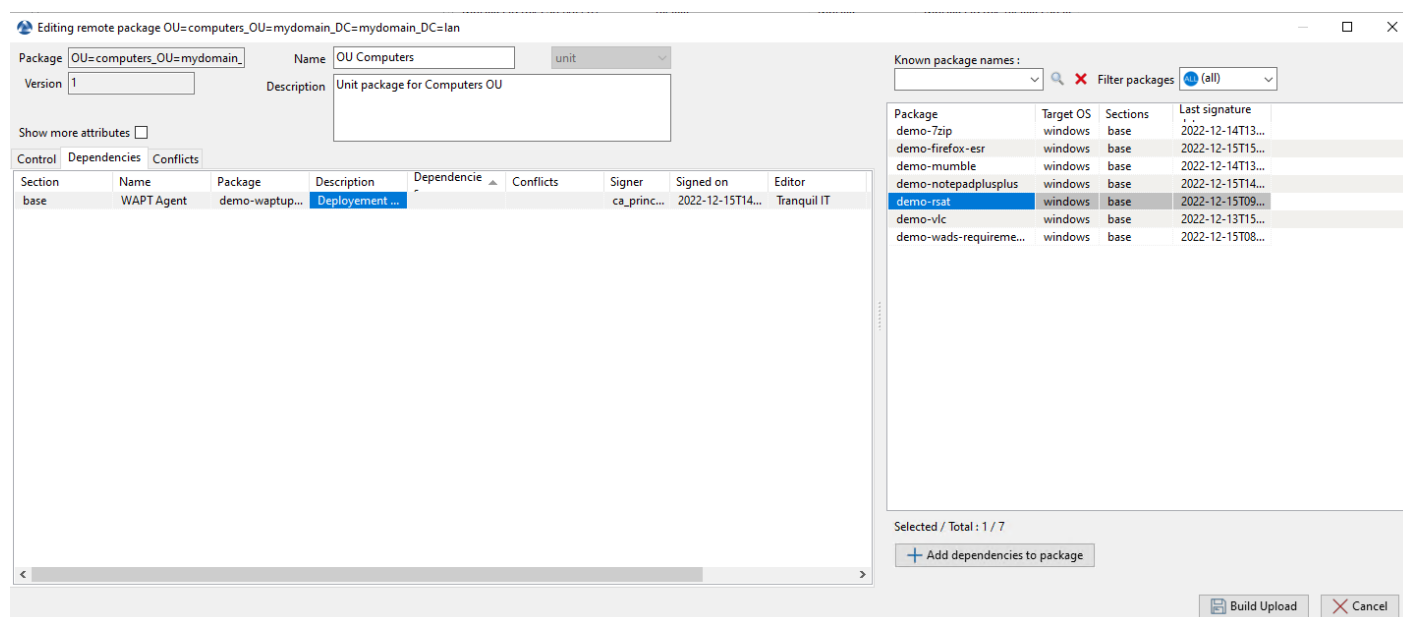 Editing remote package OU=computers_OU=mydomain_DC=mydomain_DC=lan
Package OU=computers_OU=mydomain_ Name OU Computers unit
Version 1 Description Unit package for Computers OU
Show more attributes
Control Dependencies Conflicts
Section Name Package Description Dependencie Conflicts Signer Signed on Editor
base WAPT Agent demo-waptup... Deployement ... ca_princ... 2022-12-15T14... Tranquil IT
Known package names :
Filter packages ALL (all)
Package Target OS Sections Last signature
demo-7zip windows base 2022-12-14T13...
demo-firefox-esr windows base 2022-12-15T15...
demo-mumble windows base 2022-12-14T13...
demo-notepadplusplus windows base 2022-12-15T14...
demo-rsat windows base 2022-12-15T09...
demo-vlc windows base 2022-12-13T15...
demo-wads-requireme... windows base 2022-12-15T08...
Selected / Total : 1 / 7
Add dependencies to package
Build Upload Cancel